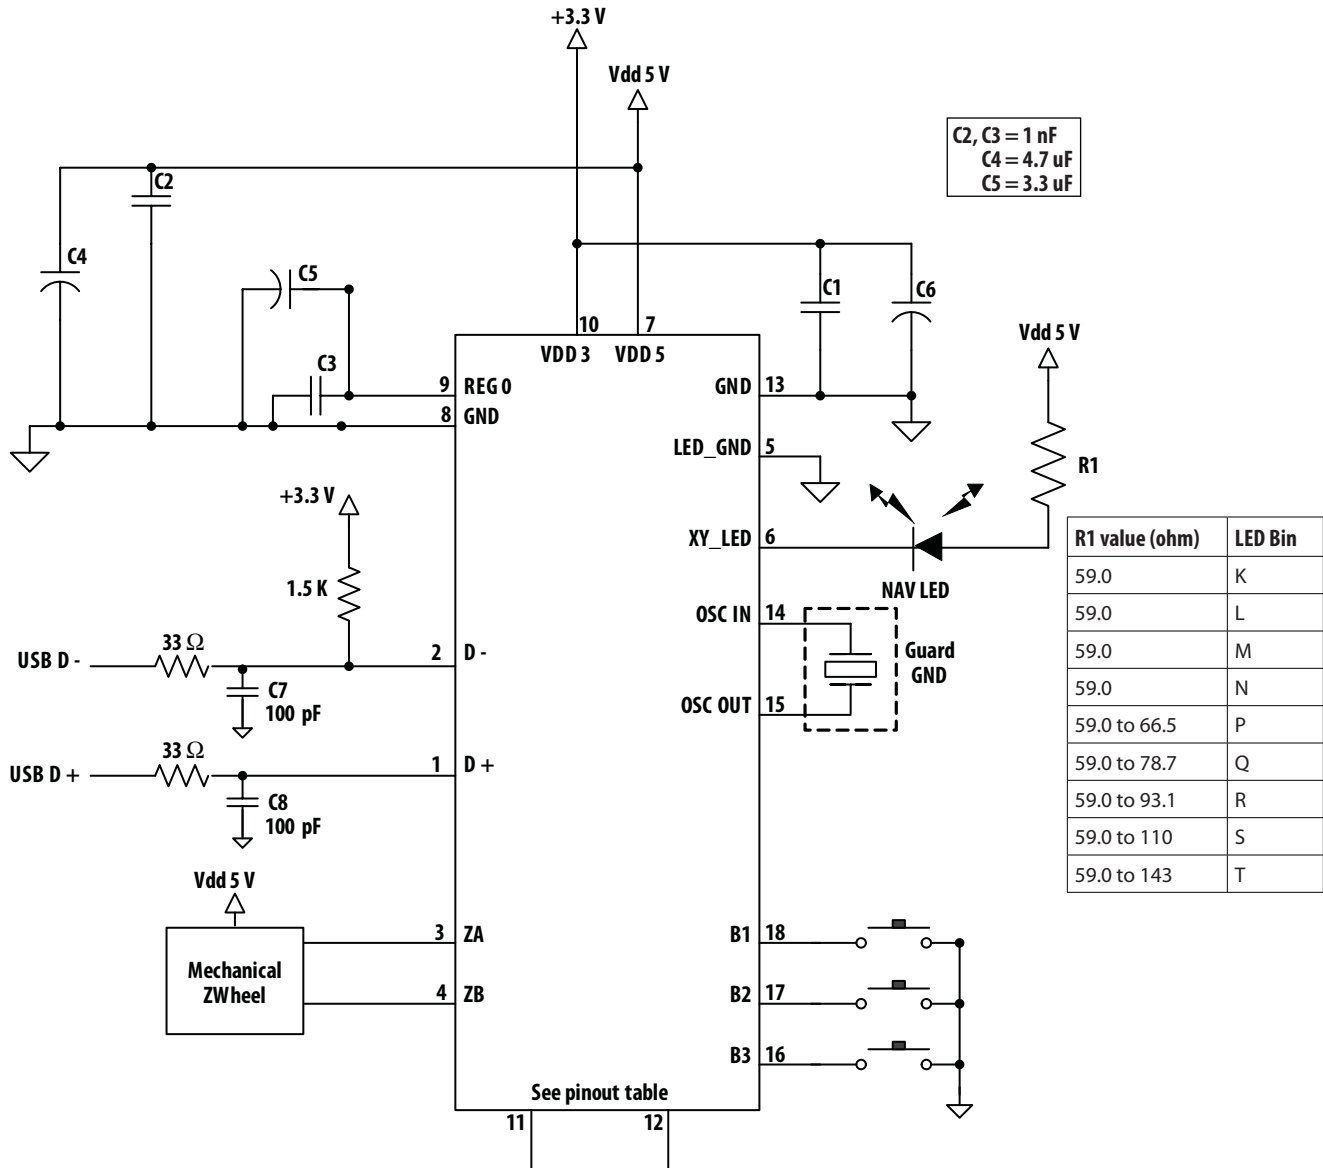 +3.3 V
Vdd 5 V
C2, C3 = 1 nF
C4 = 4.7 uF
C5 = 3.3 uF
C2
C4
C5
C1
C6
10
7
Vdd 5 V
VDD 3
VDD 5
C3
9
REG 0
GND
13
8
GND
LED_GND
5
R1
+3.3 V
XY_LED
6
NAV LED
1.5 K
OSC IN
14
Guard
GND
33 Ω
USB D -
2
D -
C7
100 pF
OSC OUT
15
33 Ω
USB D +
1
D +
C8
100 pF
R1 value (ohm) LED Bin
59.0 K
59.0 L
59.0 M
59.0 N
59.0 to 66.5 P
59.0 to 78.7 Q
59.0 to 93.1 R
59.0 to 110 S
59.0 to 143 T
Vdd 5 V
Mechanical
ZWheel
3
ZA
4
ZB
B1
18
B2
17
B3
16
See pinout table
11
12